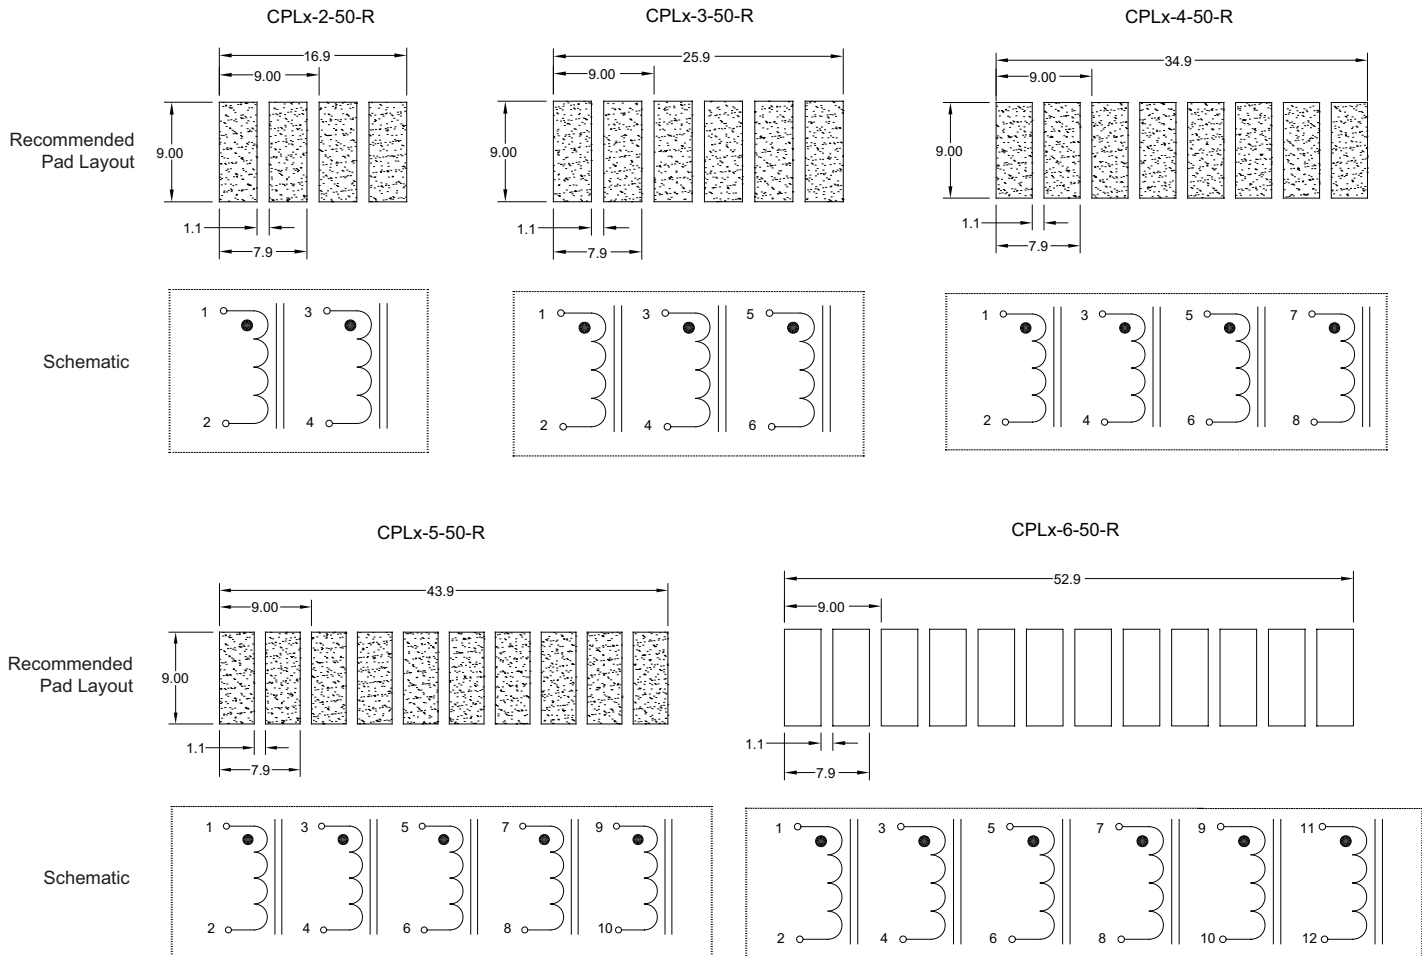 CPLx-2-50-R
CPLx-3-50-R
CPLx-4-50-R
16.9
9.00
25.9
9.00
34.9
9.00
Recommended
Pad Layout
9.00
9.00
9.00
1.1
7.9
1.1
7.9
1.1
7.9
Schematic
1 3
2 4
1 3 5
2 4 6
1 3 5 7
2 4 6 8
CPLx-5-50-R
CPLx-6-50-R
43.9
9.00
52.9
9.00
Recommended
Pad Layout
9.00
1.1
7.9
1.1
7.9
Schematic
1 3 5 7 9
2 4 6 8 10
1 3 5 7 9 11
2 4 6 8 10 12